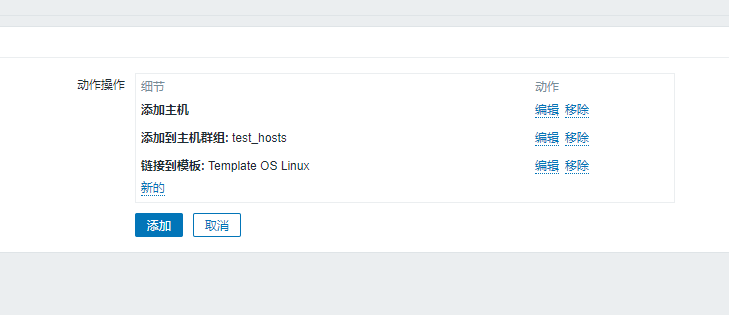 动作操作 细节 动作
添加主机 编辑 移除
添加到主机群组: test_hosts 编辑 移除
链接到模板: Template OS Linux 编辑 移除
新的
添加 取消